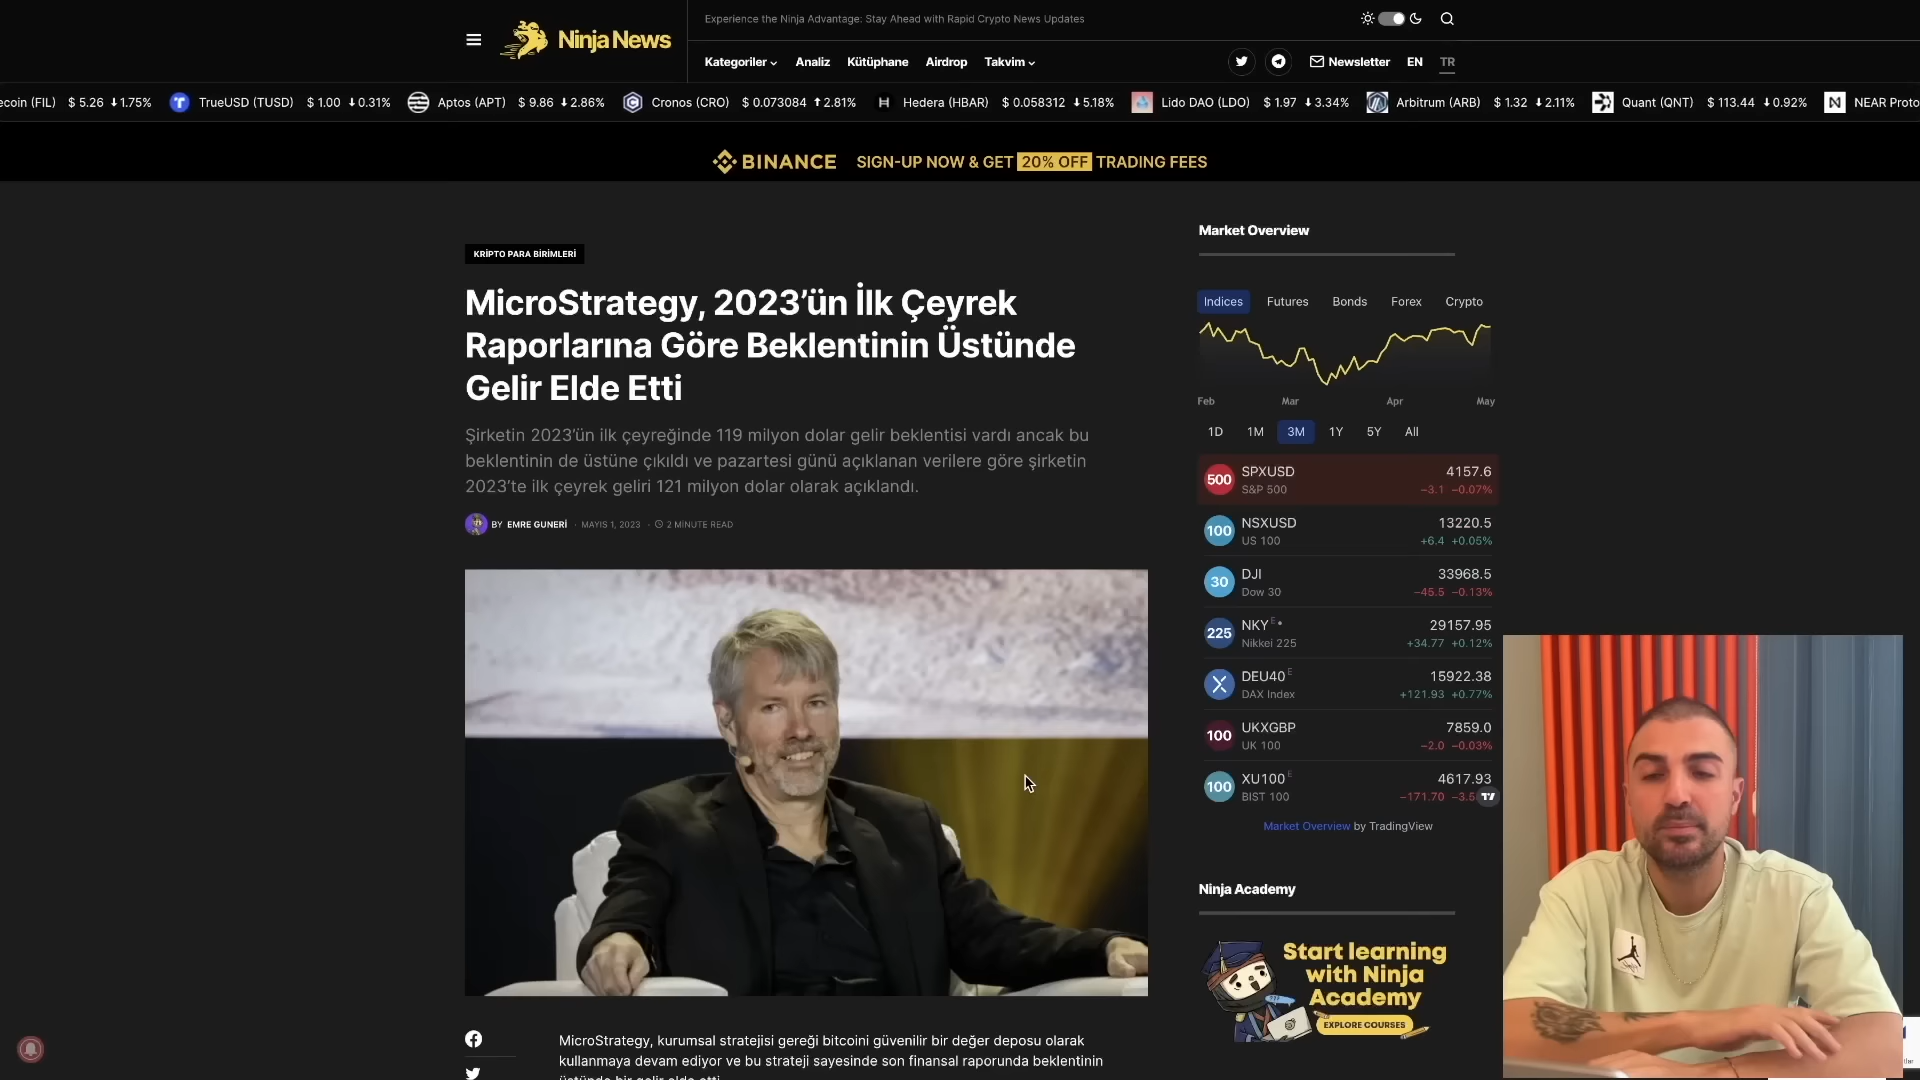 Ninja News
Experience the Ninja Advantage: Stay Ahead with Rapid Crypto News Updates
Kategoriler Analiz Kütüphane Airdrop Takvim Newsletter EN TR
ecoin (FIL) $ 5.26 ⬇1.75% TrueUSD (TUSD) $ 1.00 ⬇0.31% Aptos (APT) $ 9.86 ⬇2.86% Cronos (CRO) $ 0.073084 ⬆2.81% Hedera (HBAR) $ 0.058312 ⬇5.18% Lido DAO (LDO) $ 1.97 ⬇3.34% Arbitrum (ARB) $ 1.32 ⬇2.11% Quant (QNT) $ 113.44 ⬇0.92% NEAR Proto
BINANCE SIGN-UP NOW & GET 20% OFF TRADING FEES
KRİPTO PARA BİRİMLERİ
MicroStrategy, 2023’ün İlk Çeyrek
Raporlarına Göre Beklentinin Üstünde
Gelir Elde Etti
Şirketin 2023’ün ilk çeyreğinde 119 milyon dolar gelir beklentisi vardı ancak bu
beklentinin de üstüne çıkıldı ve pazartesi günü açıklanan verilere göre şirketin
2023’te ilk çeyrek geliri 121 milyon dolar olarak açıklandı.
BY EMRE GUNERİ · MAYIS 1, 2023 · 2 MINUTE READ
MicroStrategy, kurumsal stratejisi gereği bitcoini güvenilir bir değer deposu olarak
kullanmaya devam ediyor ve bu strateji sayesinde son finansal raporunda beklentinin
üstünde bir gelir elde etti.
Market Overview
Indices Futures Bonds Forex Crypto
Feb Mar Apr May
1D 1M 3M 1Y 5Y All
500 SPXUSD 4157.6
S&P 500 −3.1 −0.07%
100 NSXUSD 13220.5
US 100 +6.4 +0.05%
30 DJI 33968.5
Dow 30 −45.5 −0.13%
225 NKY E 29157.95
Nikkei 225 +34.77 +0.12%
DEU40 E 15922.38
DAX Index +121.93 +0.77%
100 UKXGBP 7859.0
UK 100 −2.0 −0.03%
100 XU100 E 4617.93
BIST 100 −171.70 −3.5
Market Overview by TradingView
Ninja Academy
Start learning
with Ninja
Academy
EXPLORE COURSES